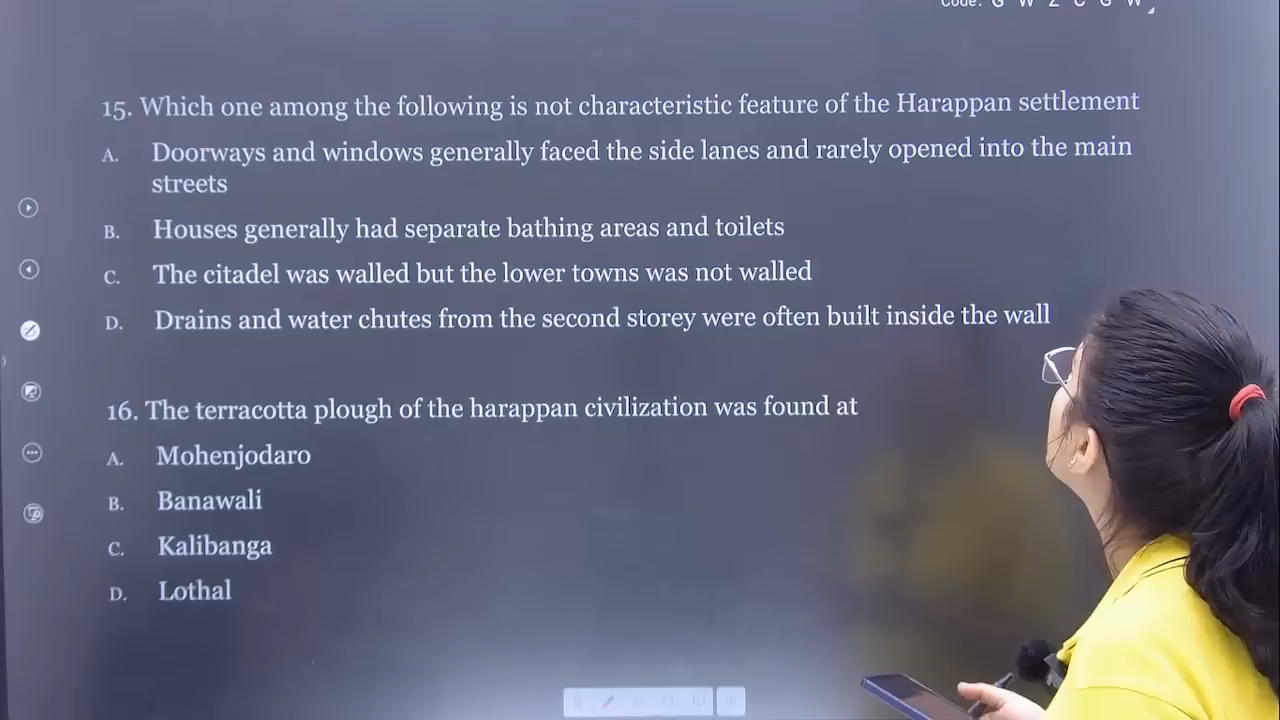 Code: G W Z C G W
15. Which one among the following is not characteristic feature of the Harappan settlement
A. Doorways and windows generally faced the side lanes and rarely opened into the main
streets
B. Houses generally had separate bathing areas and toilets
C. The citadel was walled but the lower towns was not walled
D. Drains and water chutes from the second storey were often built inside the wall
16. The terracotta plough of the harappan civilization was found at
A. Mohenjodaro
B. Banawali
C. Kalibanga
D. Lothal